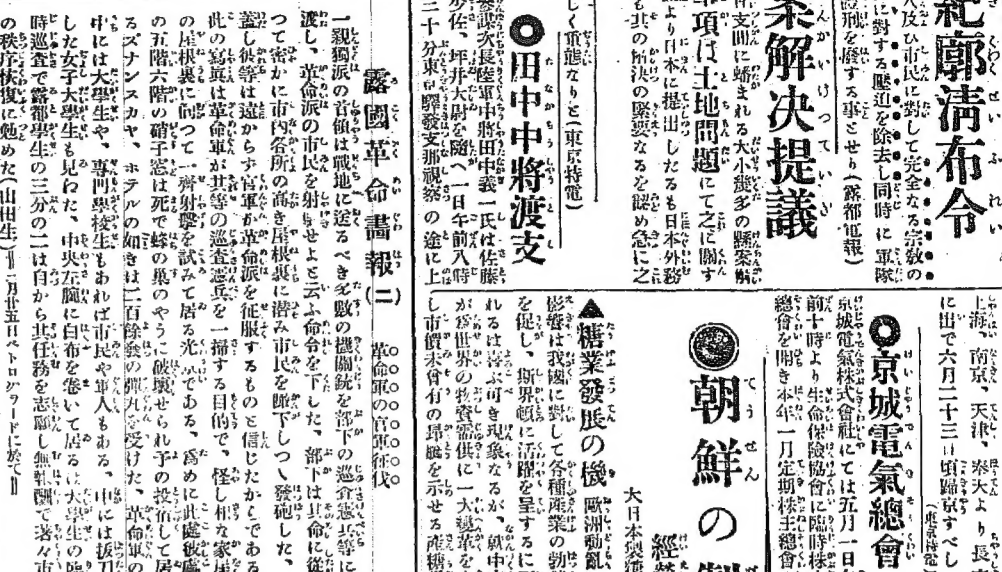 紀廓清布令
人及ひ市民に對して完全なる宗敎の
に對する壓迫を除去し同時に軍隊
刑を廢する事とせり(露都電報)
案解决提議
支間に蟠まれる大小幾多の懸案解
事項は土地問題にて之に關す
より日本に提出したるも日本外務
も其の解决の緊要なるを認め急に之
しく重態なりと(東京特電)
◉田中中將渡支
參謀次長陸軍中將田中義一氏は佐藤
少佐、坪井大尉を隨へ一日午前八時
三十分東京驛發支那視察の途に上
上海、南京、天津、奉天より長
に出で六月二十三日頃歸京すべし
(東京特電)
◉京城電氣總會
京城電氣株式會社にては五月一日
前十時より生命保險協會に臨時株
總會を開き本年一月定期株主總會
朝鮮の
經
大日本製糖
▲糖業發展の機 歐洲動亂
影響は我國に對して各種產業の勃
を促し、斯界頓に活躍を呈するに
れるは喜ぶ可き現象なるが、就中
が爲世界の物資需供に一大變革を
し市價未曾有の昂騰を示せる産糖
露國革命畫報(二)
革命軍の官軍征伐
一親獨派の首領は戰地に送るべき多數の機關銃を部下の巡査憲兵等に
渡し、革命派の市民を射撃せよと云ふ命令を下した、部下は其命に從
つて密かに市内各所の高き屋根裏に潜み市民を瞰下しつゝ發砲した、
蓋し彼等は遠からず官軍が革命派を征服するものと信じたからである
此の寫眞は革命軍が其等の巡査憲兵を一掃する目的で、怪し相な家屋
の屋根裏に向つて一齊射撃を試みて居る光景である、爲めに此處彼處
の五階六階の硝子窓は死で蜂の巢のやうに破壞せられ予の投宿して居
るズナンスカヤ、ホテルの如きは二百餘發の彈丸を受けた、革命軍の
中には大學生や、專門學校生もあれば市民や軍人もある、中には拔刀
した女子大學生も見わた、中央左腕に白布を卷いて居るは大學生の臨
時巡査で露都學生の三分の二は自から其任務を志願し無報酬で著々市
の秩序恢復に勉めた(山田生)=二月廿五日ペトログラードに於て=